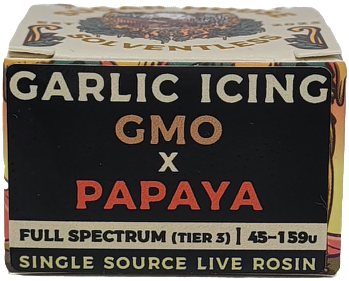 SOLVENTLESS
GARLIC ICING
GMO
X
PAPAYA
FULL SPECTRUM (TIER 3) | 45-159u
SINGLE SOURCE LIVE ROSIN